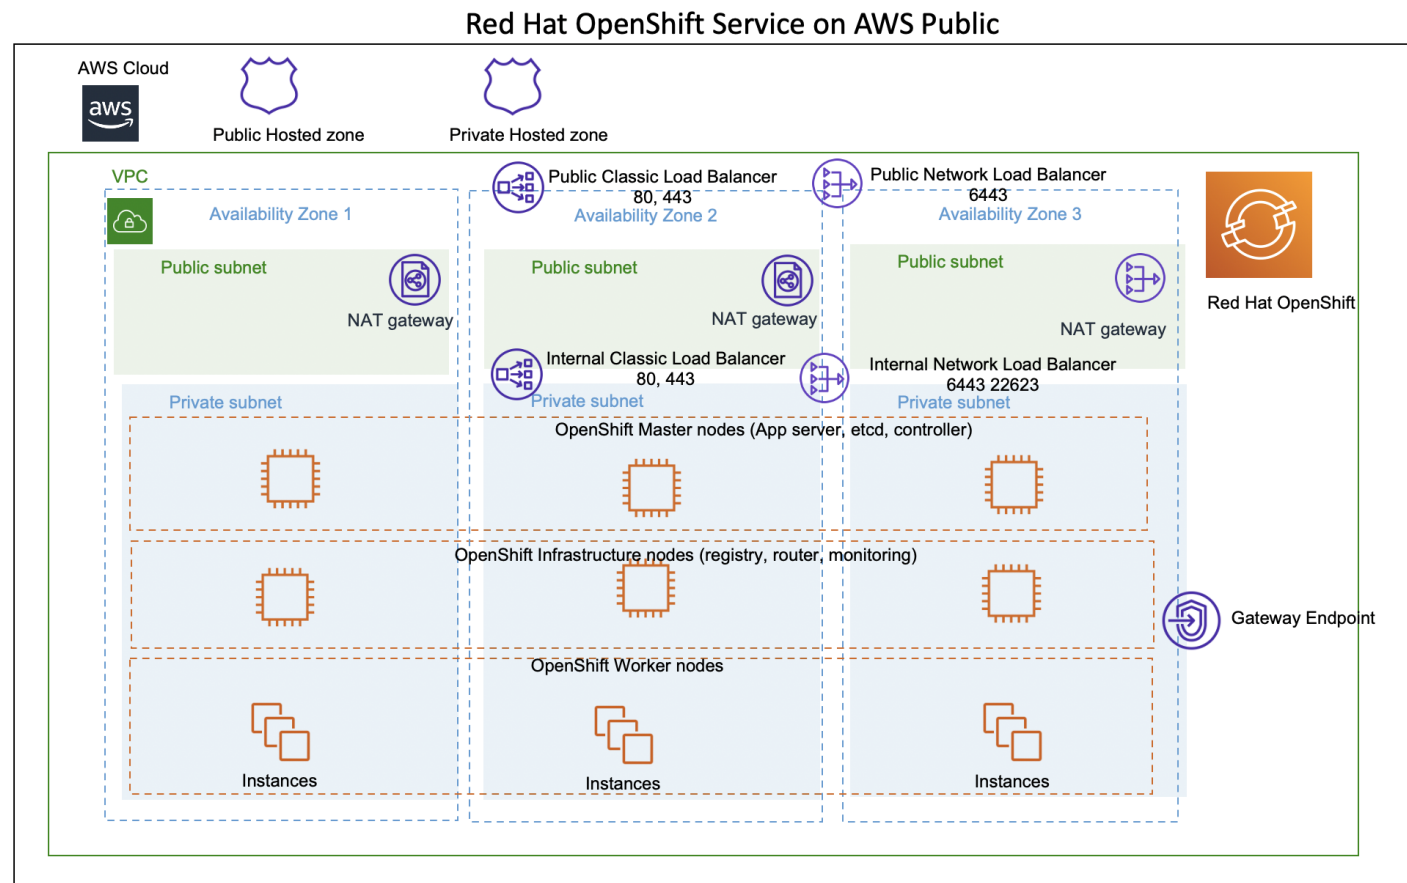 Red Hat OpenShift Service on AWS Public
AWS Cloud
aws
Public Hosted zone
Private Hosted zone
VPC
Public Classic Load Balancer
80, 443
Public Network Load Balancer
6443
Availability Zone 1
Availability Zone 2
Availability Zone 3
Public subnet
NAT gateway
Public subnet
NAT gateway
Public subnet
NAT gateway
Red Hat OpenShift
Internal Classic Load Balancer
80, 443
Internal Network Load Balancer
6443 22623
Private subnet
Private subnet
Private subnet
OpenShift Master nodes (App server, etcd, controller)
OpenShift Infrastructure nodes (registry, router, monitoring)
Gateway Endpoint
OpenShift Worker nodes
Instances
Instances
Instances